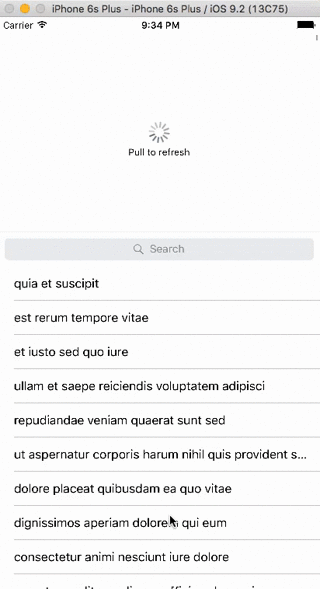 iPhone 6s Plus - iPhone 6s Plus / iOS 9.2 (13C75)
Carrier 9:34 PM
Pull to refresh
Search
quia et suscipit
est rerum tempore vitae
et iusto sed quo iure
ullam et saepe reiciendis voluptatem adipisci
repudiandae veniam quaerat sunt sed
ut aspernatur corporis harum nihil quis provident s...
dolore placeat quibusdam ea quo vitae
dignissimos aperiam dolorem qui eum
consectetur animi nesciunt iure dolore